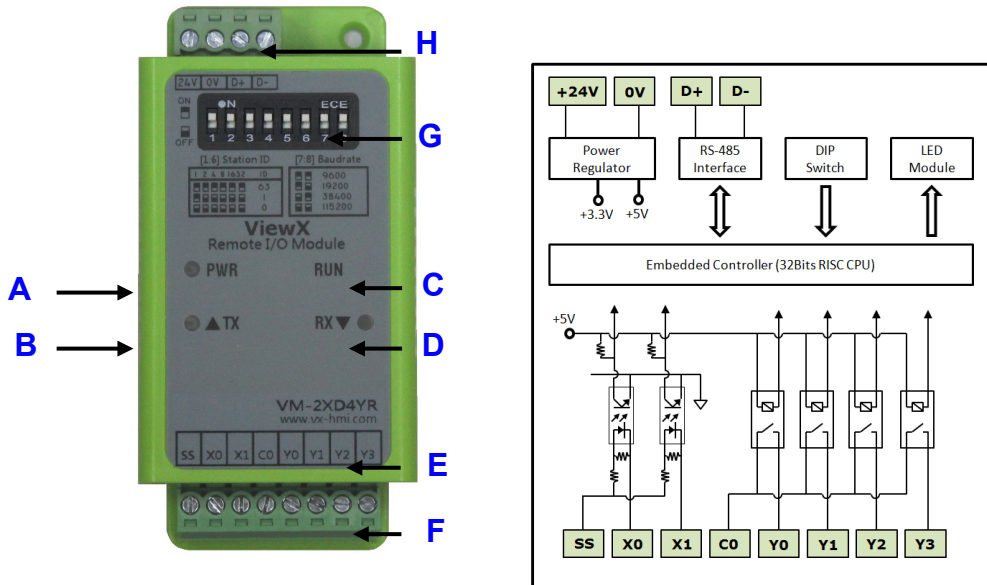 H
24V 0V D+ D-
ON
OFF
ON ECE
1 2 3 4 5 6 7
G
[1:6] Station ID
1 2 4 8 16 32 ID
63
1
0
[7:8] Baudrate
9600
19200
38400
115200
ViewX
Remote I/O Module
PWR RUN
A
C
TX RX
B
D
VM-2XD4YR
www.vx-hmi.com
SS X0 X1 C0 Y0 Y1 Y2 Y3
E
F
+24V 0V D+ D-
Power Regulator
RS-485 Interface
DIP Switch
LED Module
+3.3V +5V
Embedded Controller (32Bits RISC CPU)
+5V
SS X0 X1 C0 Y0 Y1 Y2 Y3